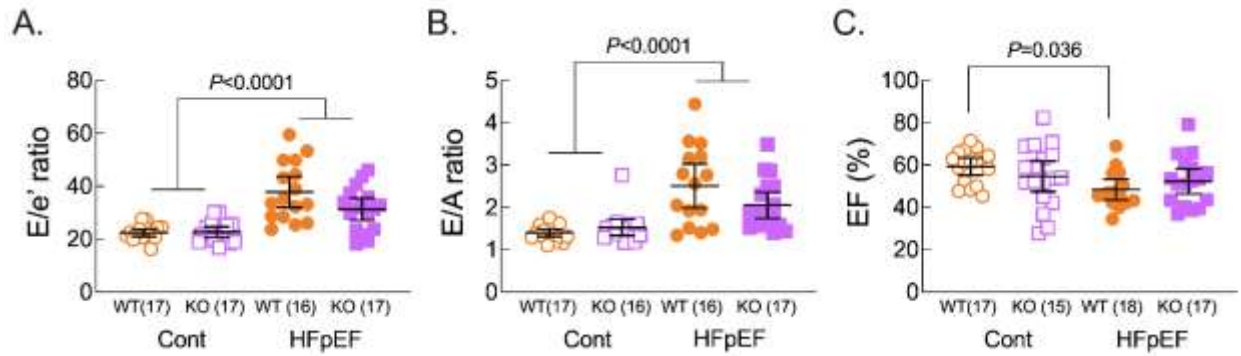 A.
P<0.0001
E/e' ratio
80
60
40
20
0
WT(17) KO (17) WT (16) KO (17)
Cont HFpEF
B.
P<0.0001
E/A ratio
5
4
3
2
1
0
WT(17) KO (16) WT (16) KO (17)
Cont HFpEF
C.
P=0.036
EF (%)
100
80
60
40
20
0
WT(17) KO (15) WT (18) KO (17)
Cont HFpEF